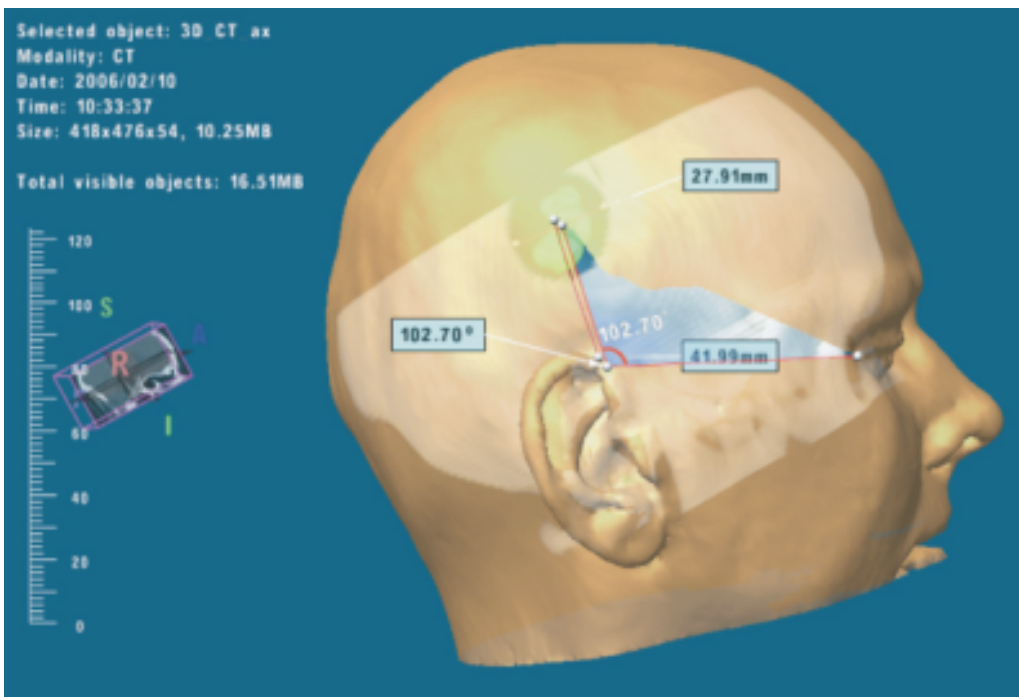 Selected object: 3D CT ax
Modality: CT
Date: 2006/02/10
Time: 10:33:37
Size: 418x476x54, 10.25MB
Total visible objects: 16.51MB
27.91mm
102.70°
102.70°
41.99mm
120
100
S
A
80
R
60
I
40
20
0